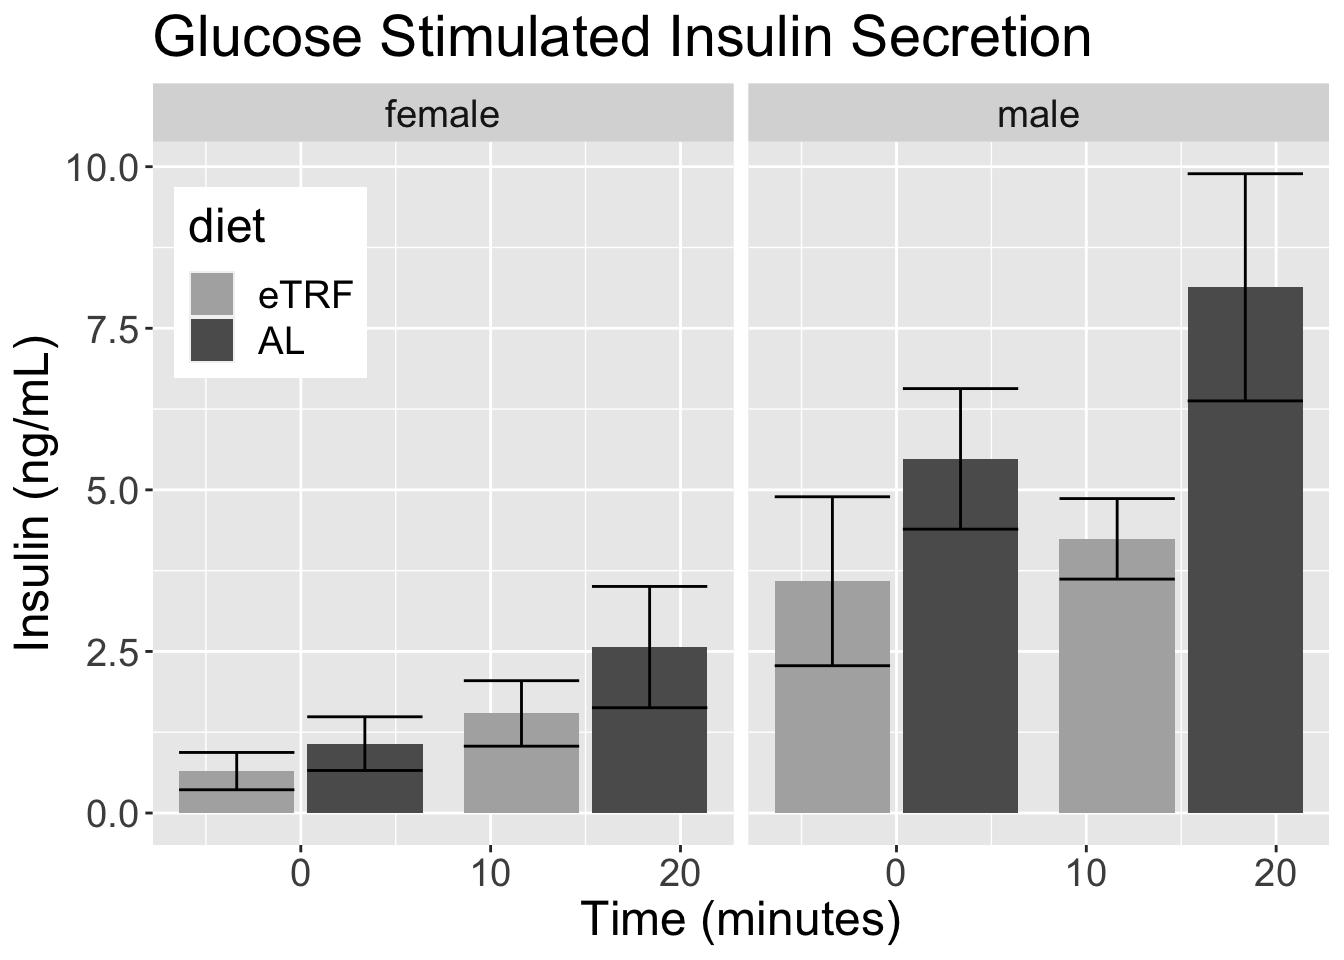 Glucose Stimulated Insulin Secretion
female
male
10.0
7.5
5.0
2.5
0.0
Insulin (ng/mL)
diet
eTRF
AL
0
10
20
0
10
20
Time (minutes)